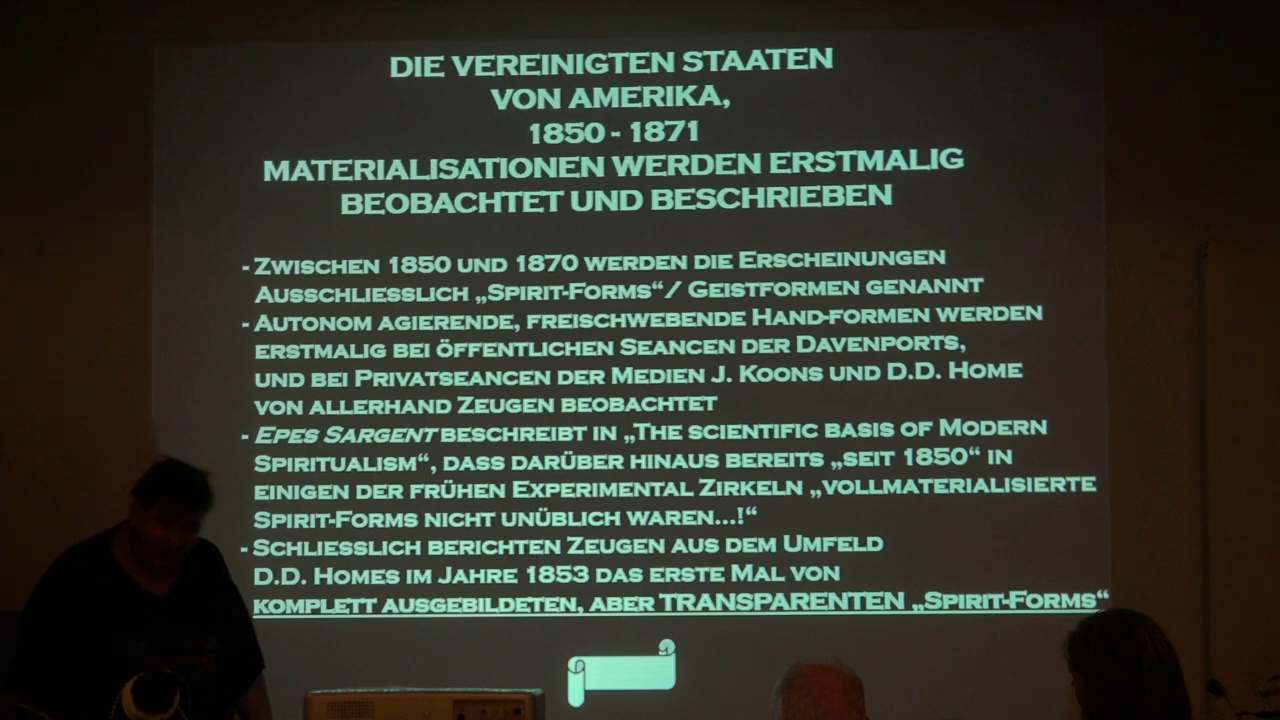 DIE VEREINIGTEN STAATEN
VON AMERIKA,
1850 - 1871
MATERIALISATIONEN WERDEN ERSTMALIG
BEOBACHTET UND BESCHRIEBEN
- ZWISCHEN 1850 UND 1870 WERDEN DIE ERSCHEINUNGEN
AUSSCHLIESSLICH „SPIRIT-FORMS“/ GEISTFORMEN GENANNT
- AUTONOM AGIERENDE, FREISCHWEBENDE HAND-FORMEN WERDEN
ERSTMALIG BEI ÖFFENTLICHEN SEANCEN DER DAVENPORTS,
UND BEI PRIVATSEANCEN DER MEDIEN J. KOONS UND D.D. HOME
VON ALLERHAND ZEUGEN BEOBACHTET
- EPES SARGENT BESCHREIBT IN „THE SCIENTIFIC BASIS OF MODERN
SPIRITUALISM“, DASS DARÜBER HINAUS BEREITS „SEIT 1850“ IN
EINIGEN DER FRÜHEN EXPERIMENTAL ZIRKELN „VOLLMATERIALISIERTE
SPIRIT-FORMS NICHT UNÜBLICH WAREN...!“
- SCHLIESSLICH BERICHTEN ZEUGEN AUS DEM UMFELD
D.D. HOMES IM JAHRE 1853 DAS ERSTE MAL VON
KOMPLETT AUSGEBILDETEN, ABER TRANSPARENTEN „SPIRIT-FORMS“